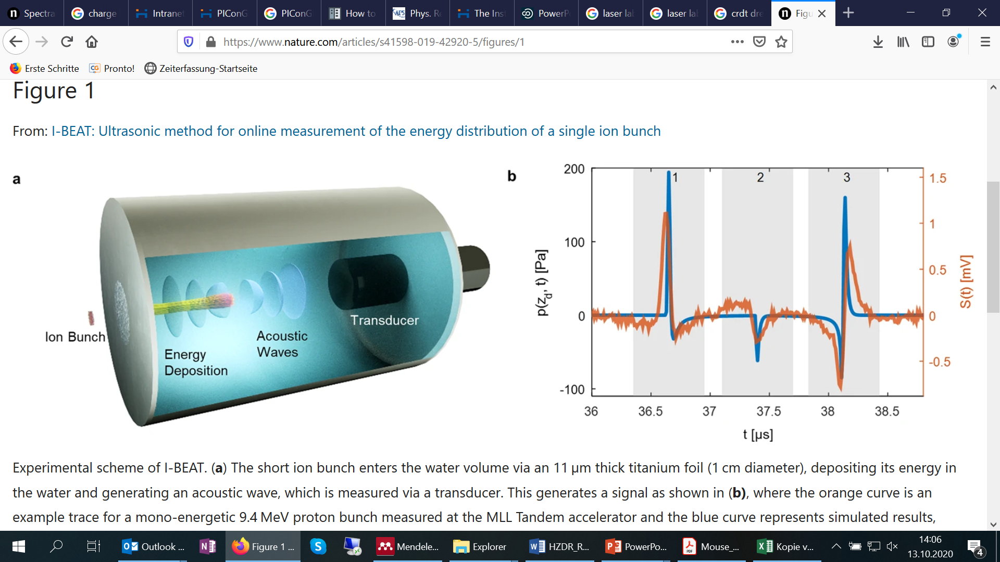 Spectra
charge
Intranet
PIConG
PIConG
How to
APS
Phys. R
The Inst
PowerP
laser la
laser la
crdt dre
Figu
https://www.nature.com/articles/s41598-019-42920-5/figures/1
Erste Schritte
CG Pronto!
Zeiterfassung-Startseite
Figure 1
From: I-BEAT: Ultrasonic method for online measurement of the energy distribution of a single ion bunch
a
Ion Bunch
Energy
Deposition
Acoustic
Waves
Transducer
b
1 2 3
200
100
0
-100
p(zd, t) [Pa]
1.5
1
0.5
0
-0.5
S(t) [mV]
36 36.5 37 37.5 38 38.5
t [µs]
Experimental scheme of I-BEAT. (a) The short ion bunch enters the water volume via an 11 µm thick titanium foil (1 cm diameter), depositing its energy in
the water and generating an acoustic wave, which is measured via a transducer. This generates a signal as shown in (b), where the orange curve is an
example trace for a mono-energetic 9.4 MeV proton bunch measured at the MLL Tandem accelerator and the blue curve represents simulated results,
Outlook ...
Figure 1 ...
Mendele...
Explorer
HZDR_R...
PowerPo...
Mouse_...
Kopie v...
14:06
13.10.2020
4